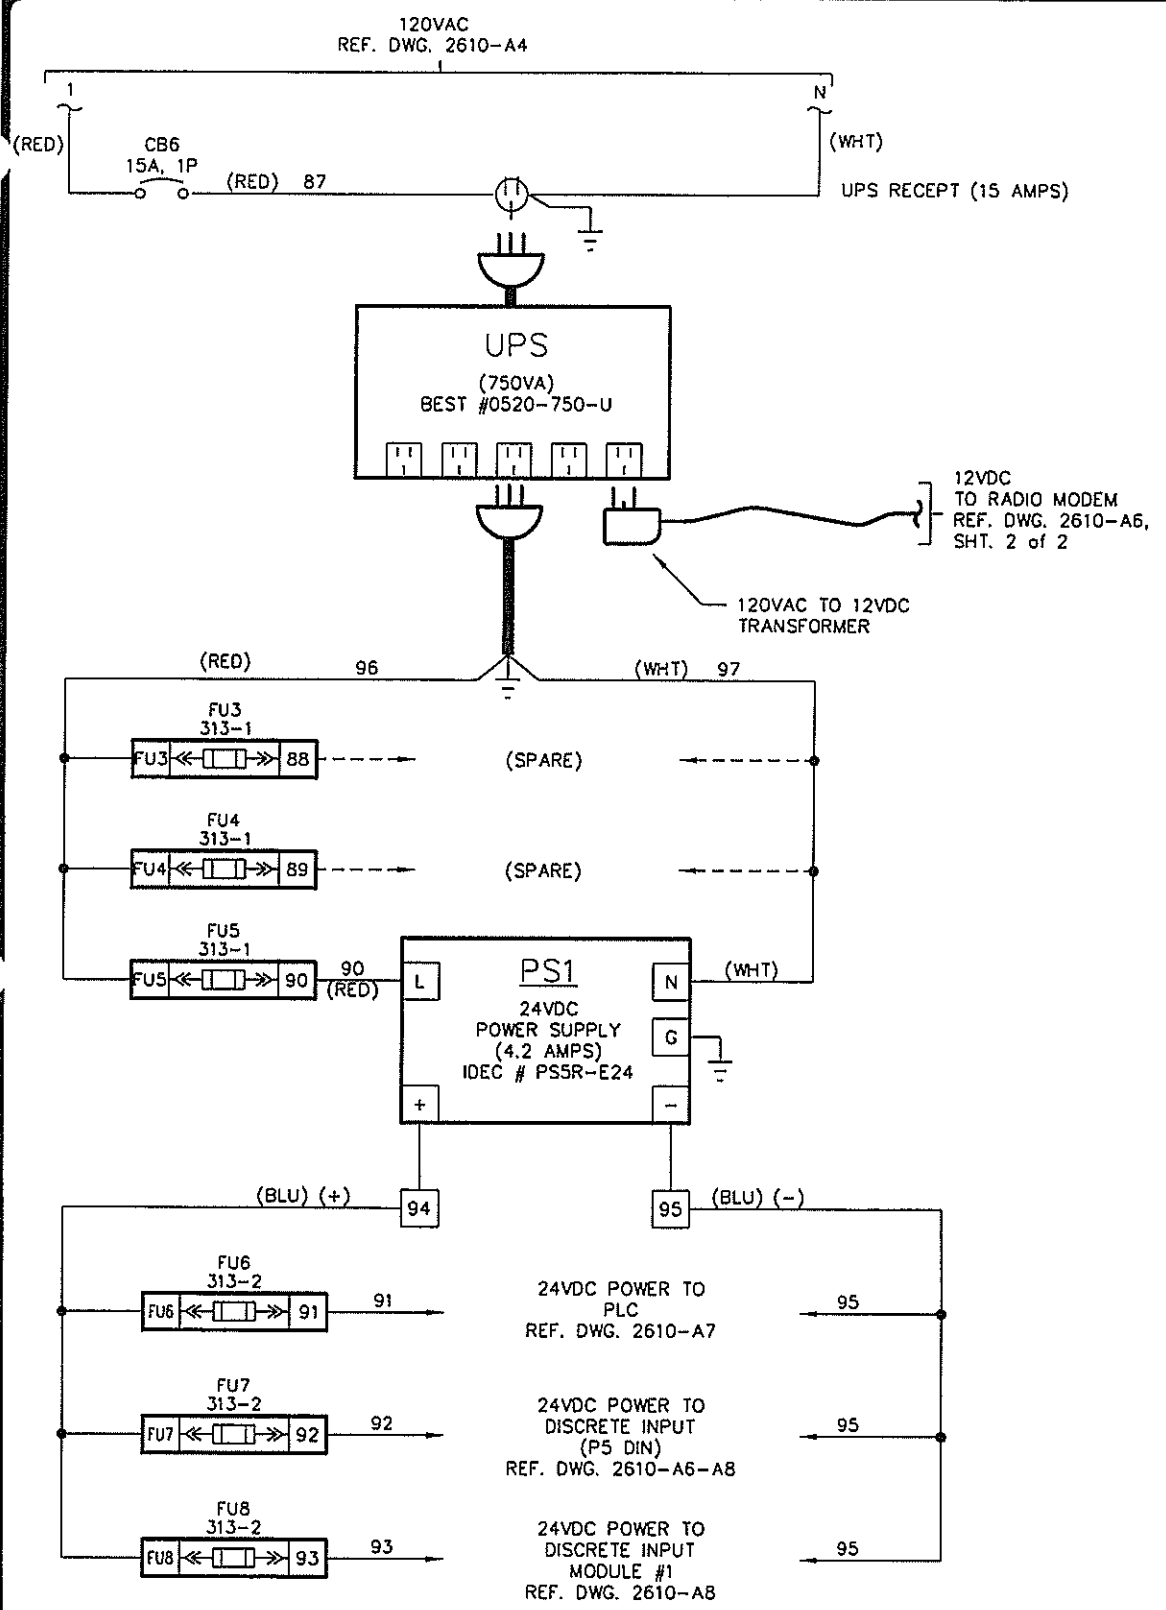 120VAC
REF. DWG. 2610-A4
1
N
(RED)
(WHT)
CB6
15A, 1P
(RED) 87
UPS RECEPT (15 AMPS)
UPS
(750VA)
BEST #0520-750-U
12VDC
TO RADIO MODEM
REF. DWG. 2610-A6,
SHT. 2 of 2
120VAC TO 12VDC
TRANSFORMER
(RED) 96
(WHT) 97
FU3
313-1
FU3 88
(SPARE)
FU4
313-1
FU4 89
(SPARE)
FU5
313-1
FU5 90
90
(RED)
L
PS1
N
(WHT)
24VDC
POWER SUPPLY
(4.2 AMPS)
IDEC # PS5R-E24
G
+
-
(BLU) (+)
94
95
(BLU) (-)
FU6
313-2
FU6 91
91
24VDC POWER TO
PLC
REF. DWG. 2610-A7
95
FU7
313-2
FU7 92
92
24VDC POWER TO
DISCRETE INPUT
(P5 DIN)
REF. DWG. 2610-A6-A8
95
FU8
313-2
FU8 93
93
24VDC POWER TO
DISCRETE INPUT
MODULE #1
REF. DWG. 2610-A8
95